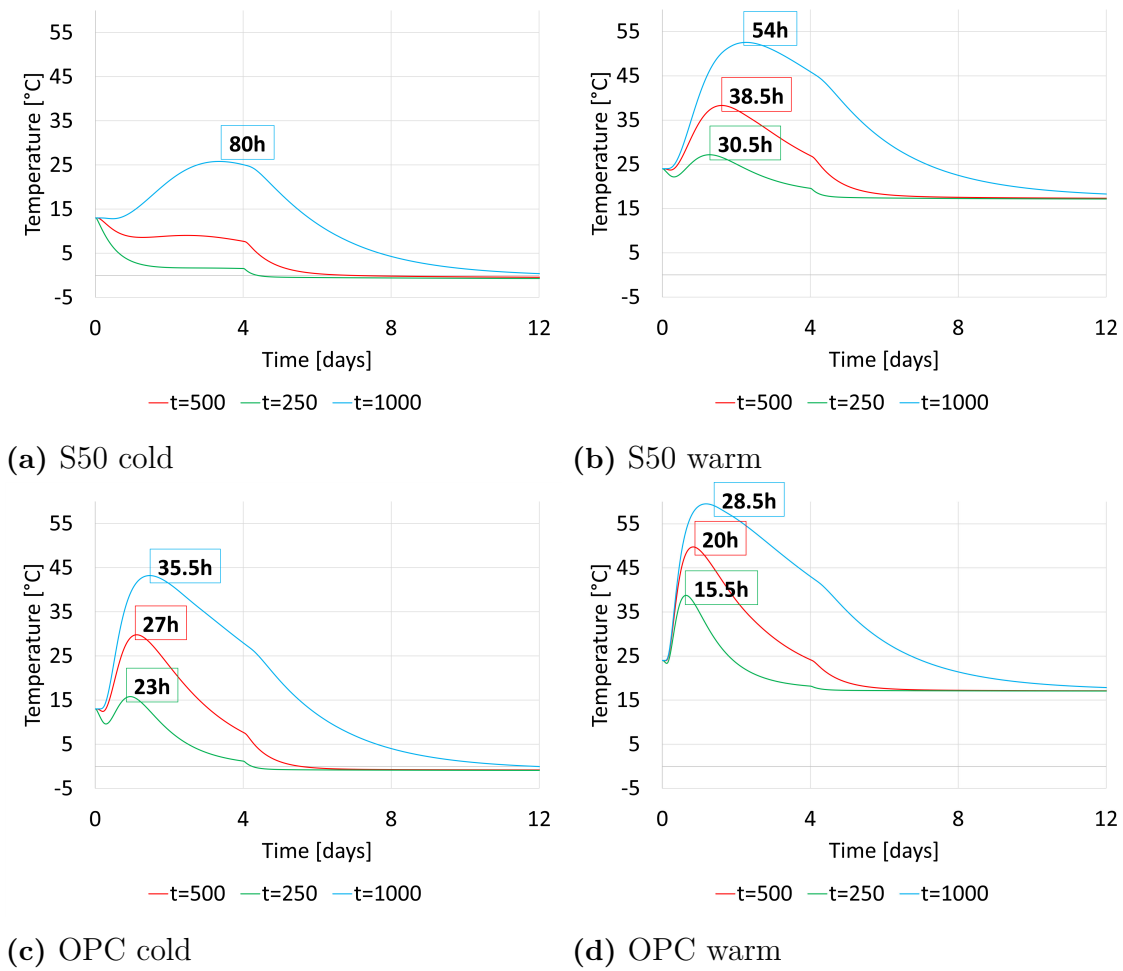 Temperature [°C]
55
45
35
25
15
5
-5
80h
0
4
8
12
Time [days]
t=500 t=250 t=1000
(a) S50 cold
Temperature [°C]
55
45
35
25
15
5
-5
54h
38.5h
30.5h
0
4
8
12
Time [days]
t=500 t=250 t=1000
(b) S50 warm
Temperature [°C]
55
45
35
25
15
5
-5
35.5h
27h
23h
0
4
8
12
Time [days]
t=500 t=250 t=1000
(c) OPC cold
Temperature [°C]
55
45
35
25
15
5
-5
28.5h
20h
15.5h
0
4
8
12
Time [days]
t=500 t=250 t=1000
(d) OPC warm